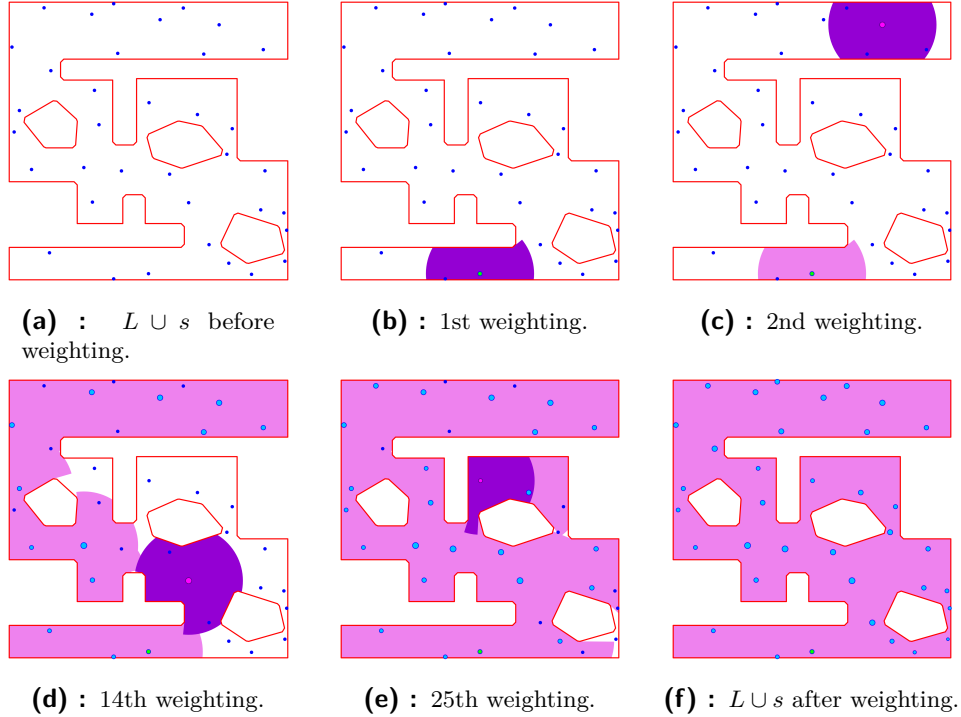 (a) : L ∪ s before
weighting.
(b) : 1st weighting.
(c) : 2nd weighting.
(d) : 14th weighting.
(e) : 25th weighting.
(f) : L ∪ s after weighting.